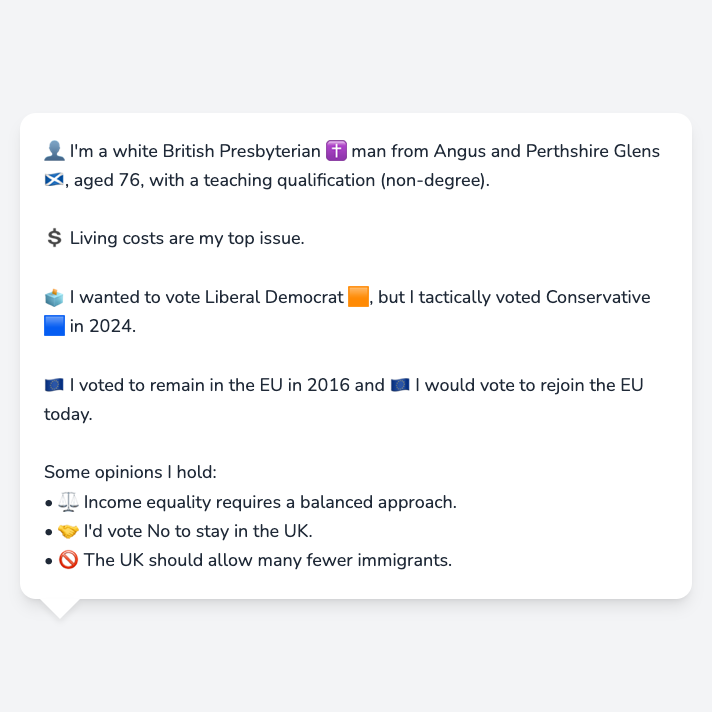 👤 I'm a white British Presbyterian ✝️ man from Angus and Perthshire Glens
🏴󠁧󠁢󠁳󠁣󠁴󠁿, aged 76, with a teaching qualification (non-degree).
💲 Living costs are my top issue.
🗳️ I wanted to vote Liberal Democrat 🟧, but I tactically voted Conservative
🟦 in 2024.
🇪🇺 I voted to remain in the EU in 2016 and 🇪🇺 I would vote to rejoin the EU
today.
Some opinions I hold:
• ⚖️ Income equality requires a balanced approach.
• 🤝 I'd vote No to stay in the UK.
• 🚫 The UK should allow many fewer immigrants.